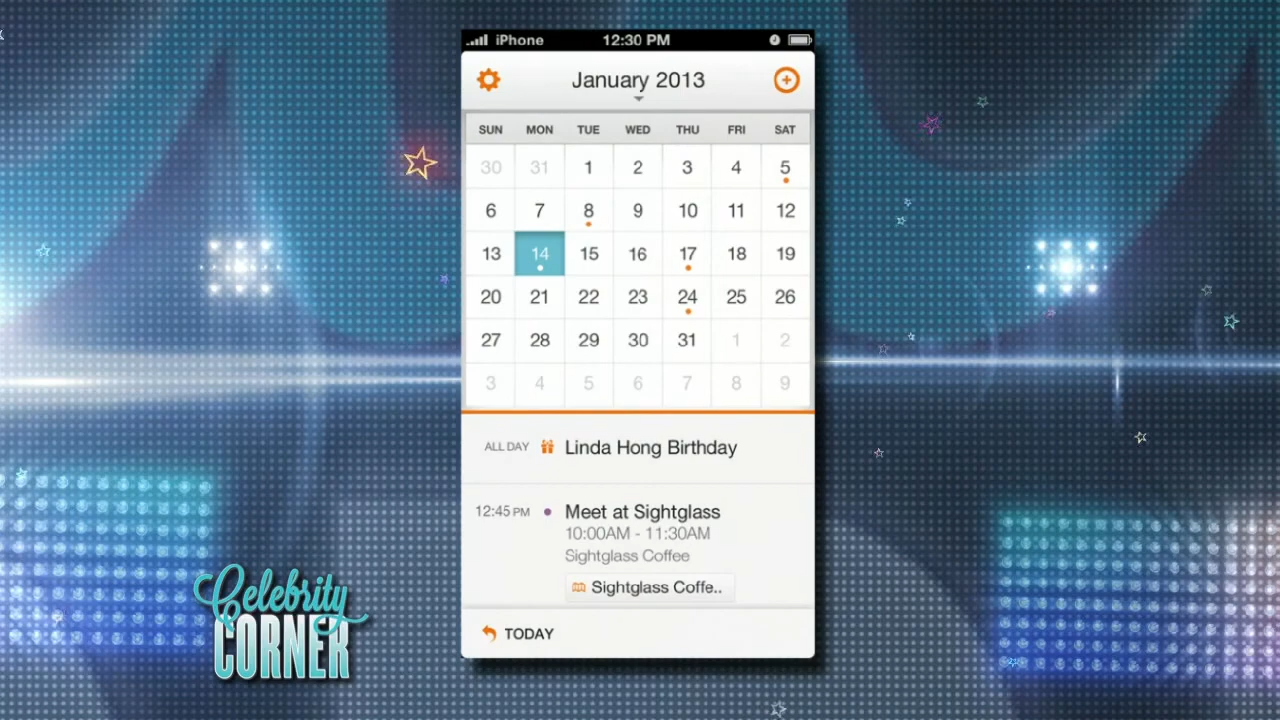 iPhone 12:30 PM
January 2013
SUN MON TUE WED THU FRI SAT
30 31 1 2 3 4 5
6 7 8 9 10 11 12
13 14 15 16 17 18 19
20 21 22 23 24 25 26
27 28 29 30 31 1 2
3 4 5 6 7 8 9
ALL DAY Linda Hong Birthday
12:45 PM Meet at Sightglass
10:00AM - 11:30AM
Sightglass Coffee
Sightglass Coffe..
TODAY
Celebrity
CORNER